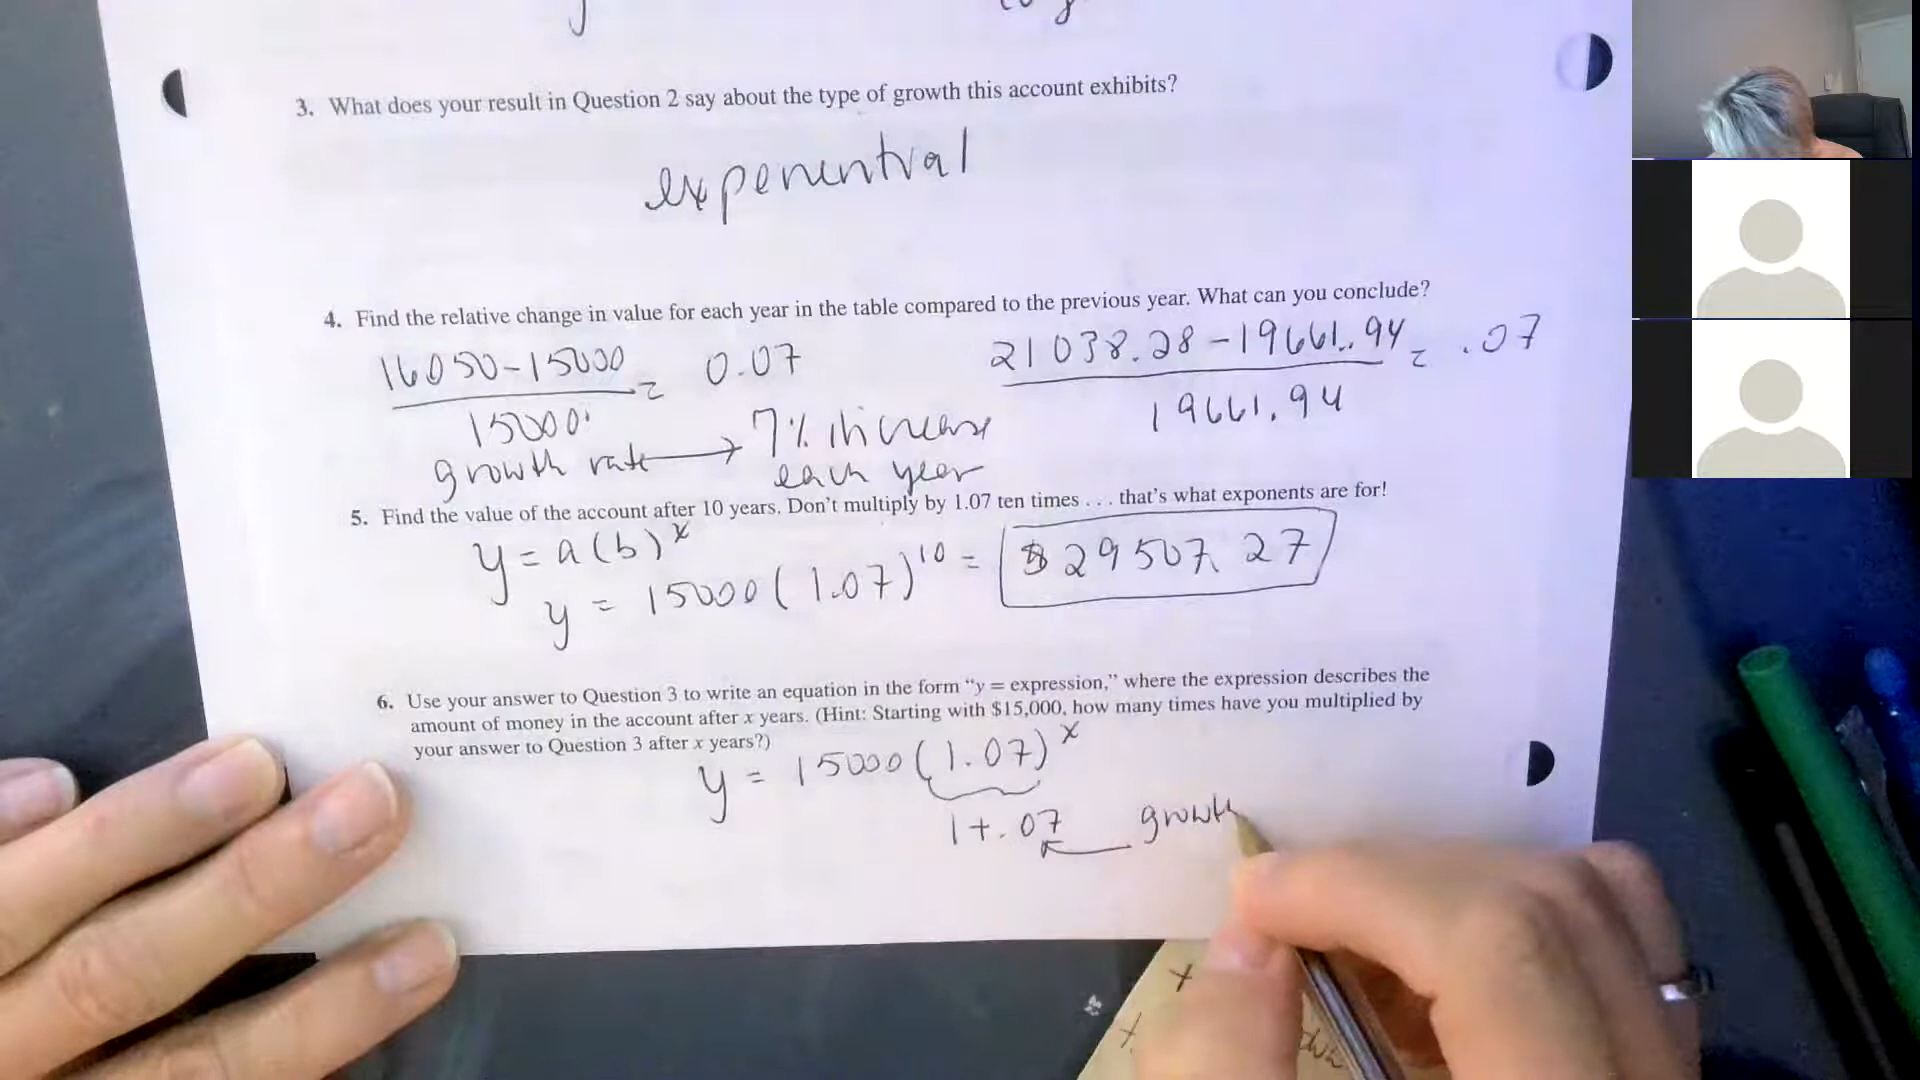 3. What does your result in Question 2 say about the type of growth this account exhibits?
exponential
4. Find the relative change in value for each year in the table compared to the previous year. What can you conclude?
16050-15000 = 0.07
15000
21038.28-19661.94 = .07
19661.94
growth rate → 7% increase
each year
5. Find the value of the account after 10 years. Don't multiply by 1.07 ten times . . . that's what exponents are for!
y = a(b)^x
y = 15000(1.07)^10 = $29507.27
6. Use your answer to Question 3 to write an equation in the form “y = expression,” where the expression describes the
amount of money in the account after x years. (Hint: Starting with $15,000, how many times have you multiplied by
your answer to Question 3 after x years?)
y = 15000(1.07)^x
1+.07 ← growth